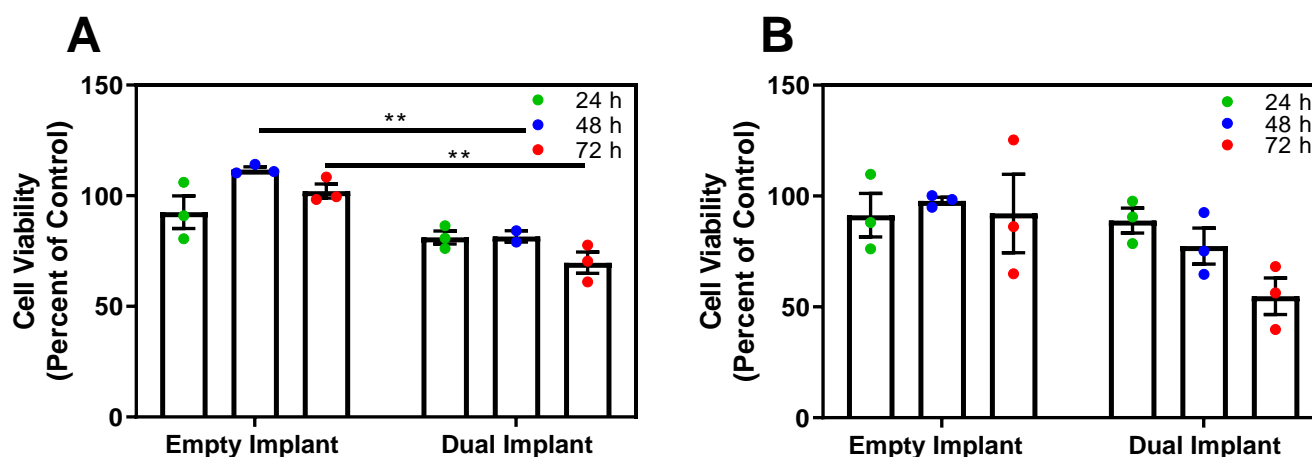 A
Cell Viability
(Percent of Control)
150
100
50
0
24 h
48 h
72 h
**
**
Empty Implant
Dual Implant
B
Cell Viability
(Percent of Control)
150
100
50
0
24 h
48 h
72 h
Empty Implant
Dual Implant